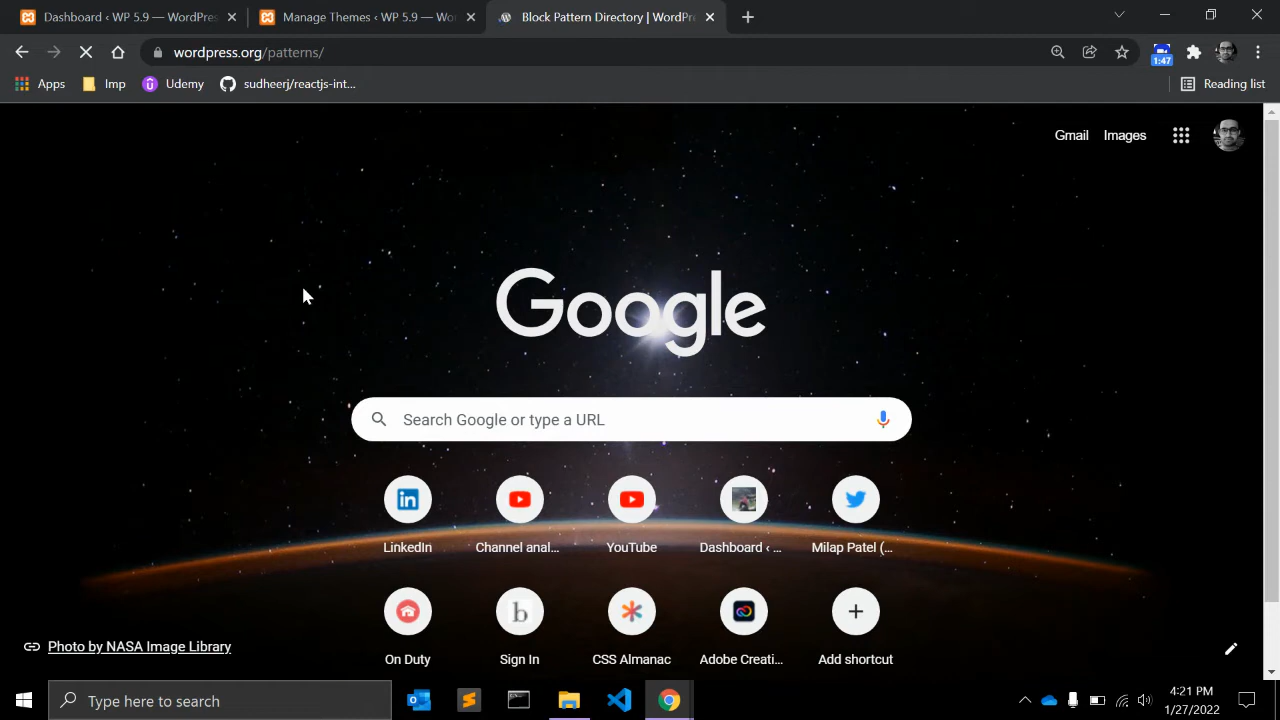 Dashboard ‹ WP 5.9 — WordPres
Manage Themes ‹ WP 5.9 — Wo
Block Pattern Directory | WordPr
wordpress.org/patterns/
1:47
Apps
Imp
Udemy
sudheerj/reactjs-int...
Reading list
Gmail
Images
Google
Search Google or type a URL
LinkedIn
Channel anal...
YouTube
Dashboard ‹ ...
Milap Patel (...
On Duty
Sign In
CSS Almanac
Adobe Creati...
Add shortcut
Photo by NASA Image Library
Type here to search
4:21 PM
1/27/2022